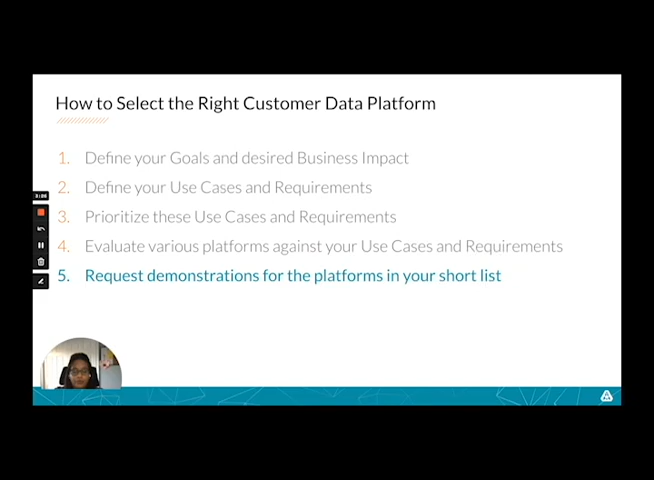 How to Select the Right Customer Data Platform
1. Define your Goals and desired Business Impact
2. Define your Use Cases and Requirements
3. Prioritize these Use Cases and Requirements
4. Evaluate various platforms against your Use Cases and Requirements
5. Request demonstrations for the platforms in your short list